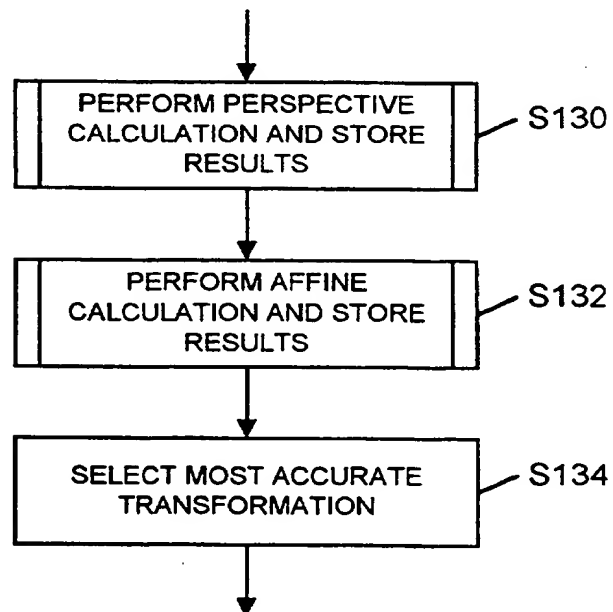 PERFORM PERSPECTIVE
CALCULATION AND STORE
RESULTS
S130
PERFORM AFFINE
CALCULATION AND STORE
RESULTS
S132
SELECT MOST ACCURATE
TRANSFORMATION
S134